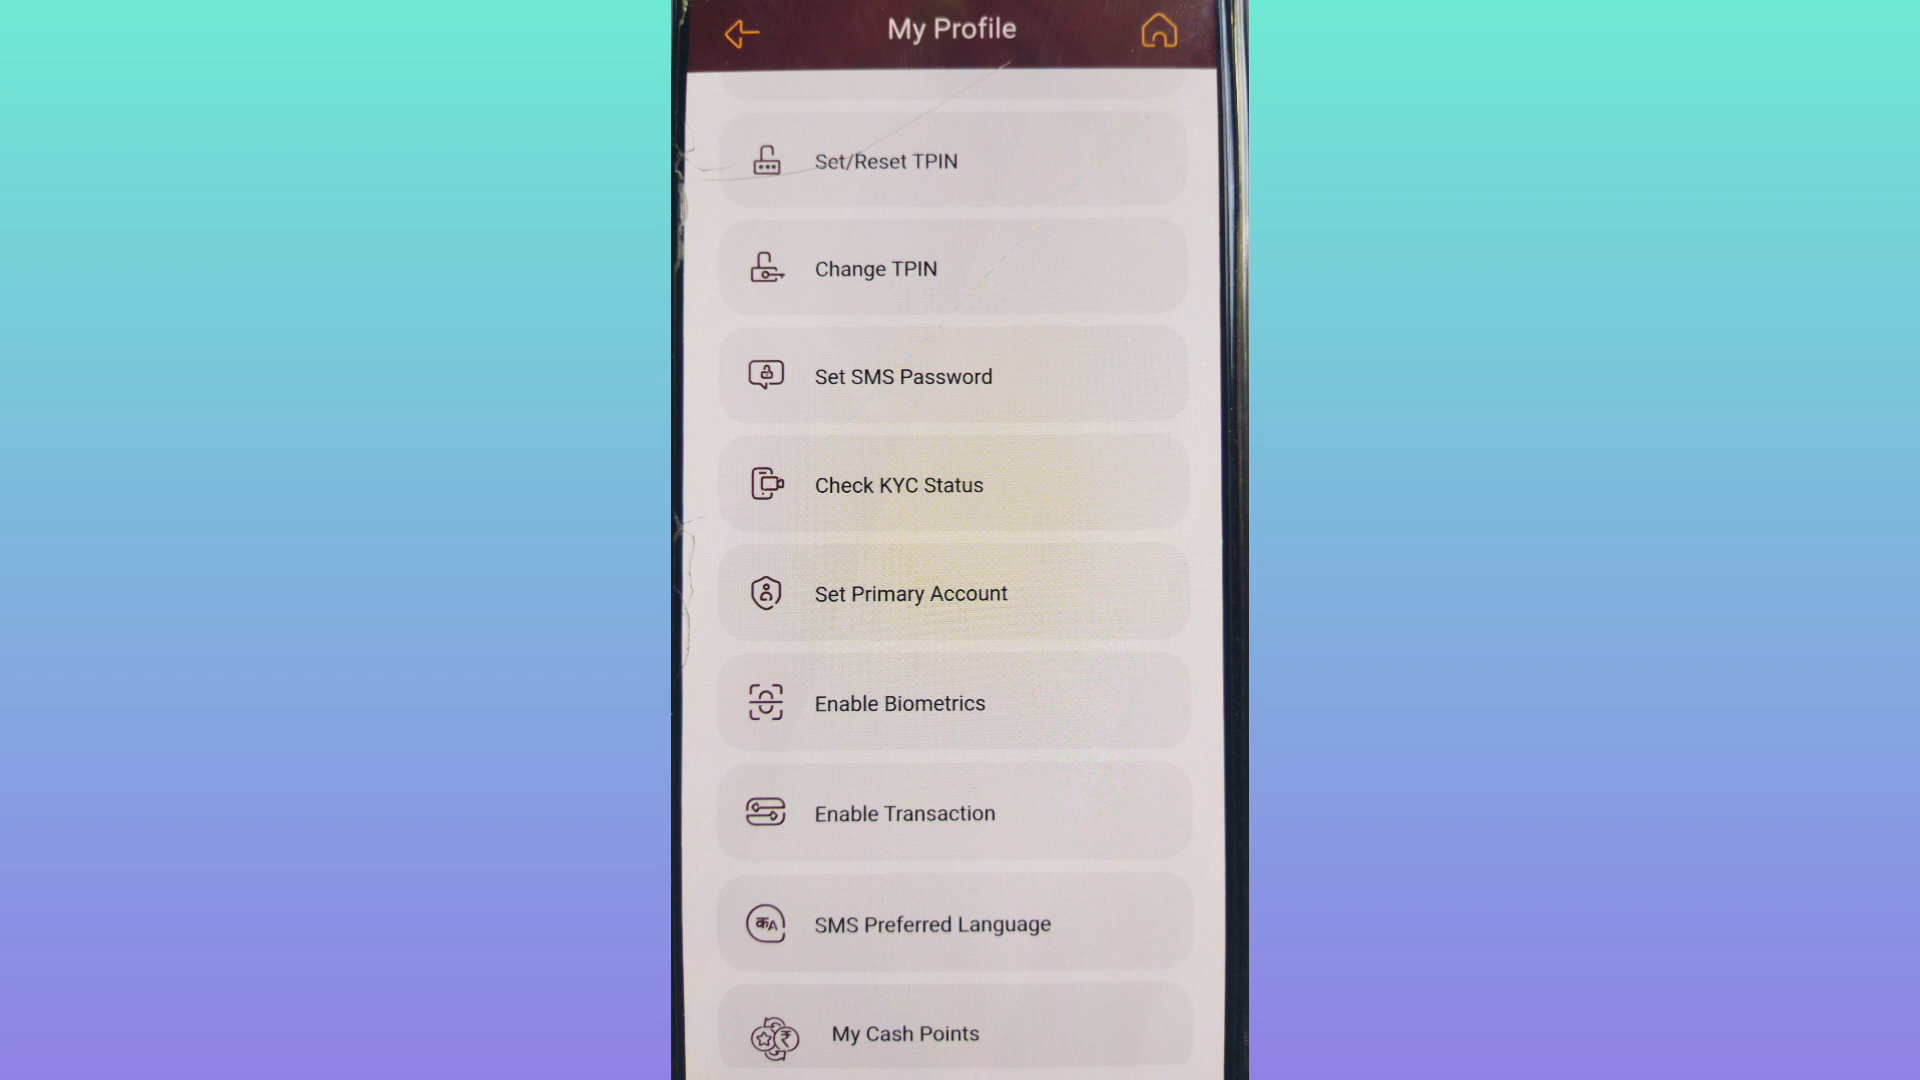 My Profile
Set/Reset TPIN
Change TPIN
Set SMS Password
Check KYC Status
Set Primary Account
Enable Biometrics
Enable Transaction
क A
SMS Preferred Language
₹
My Cash Points